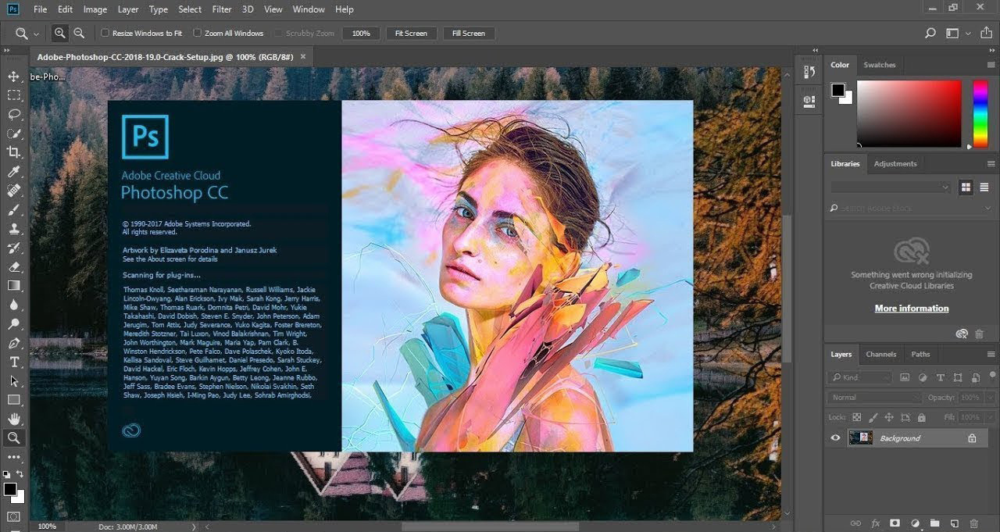 Ps
File Edit Image Layer Type Select Filter 3D View Window Help
Resize Windows to Fit Zoom All Windows Scrubby Zoom 100% Fit Screen Fill Screen
Adobe-Photoshop-CC-2018-19.0-Crack-Setup.jpg @ 100% (RGB/8#) ×
be-Pho...
Ps
Adobe Creative Cloud
Photoshop CC
© 1990-2017 Adobe Systems Incorporated.
All rights reserved.
Artwork by Elizaveta Porodina and Janusz Jurek
See the About screen for details
Scanning for plug-ins...
Thomas Knoll, Seetharaman Narayanan, Russell Williams, Jackie
Lincoln-Owyang, Alan Erickson, Ivy Mak, Sarah Kong, Jerry Harris,
Mike Shaw, Thomas Ruark, Domnita Petri, David Mohr, Yukie
Takahashi, David Dobish, Steven E. Snyder, John Peterson, Adam
Jerugim, Tom Attix, Judy Severance, Yuko Kagita, Foster Brereton,
Meredith Stotzner, Tai Luxon, Vinod Balakrishnan, Tim Wright,
John Worthington, Mark Maguire, Maria Yap, Pam Clark, B.
Winston Hendrickson, Pete Falco, Dave Polaschek, Kyoko Itoda,
Kellisa Sandoval, Steve Guilhamet, Daniel Presedo, Sarah Stuckey,
David Hackel, Eric Floch, Kevin Hopps, Jeffrey Cohen, John E.
Hanson, Yuyan Song, Barkin Aygun, Betty Leong, Jeanne Rubbo,
Jeff Sass, Bradee Evans, Stephen Nielson, Nikolai Svakhin, Seth
Shaw, Joseph Hsieh, I-Ming Pao, Judy Lee, Sohrab Amirghodsi,
Color Swatches
Libraries Adjustments
Search Adobe Stock
Something went wrong initializing
Creative Cloud Libraries
More information
Layers Channels Paths
Kind
Normal Opacity: 100%
Lock: Fill: 100%
Background
100% Doc: 3.00M/3.00M